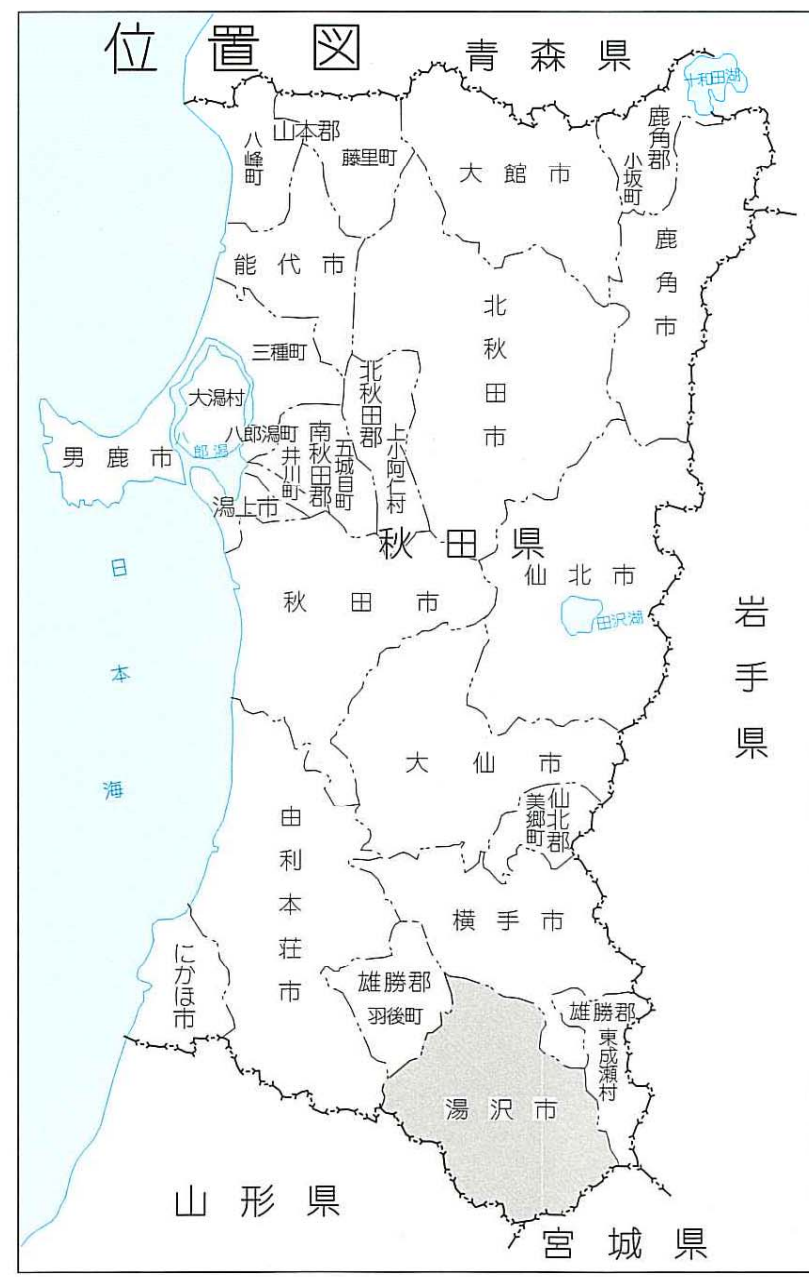 位置図
青森県
十和田湖
八峰町
山本郡
藤里町
大館市
鹿角郡
小坂町
鹿角市
能代市
北秋田市
三種町
大潟村
八郎潟
八郎潟町
男鹿市
井川町
南秋田郡
五城目町
北秋田郡
上小阿仁村
潟上市
秋田県
日本海
秋田市
仙北市
田沢湖
岩手県
大仙市
仙北郡
美郷町
由利本荘市
横手市
にかほ市
雄勝郡
羽後町
雄勝郡
東成瀬村
湯沢市
山形県
宮城県